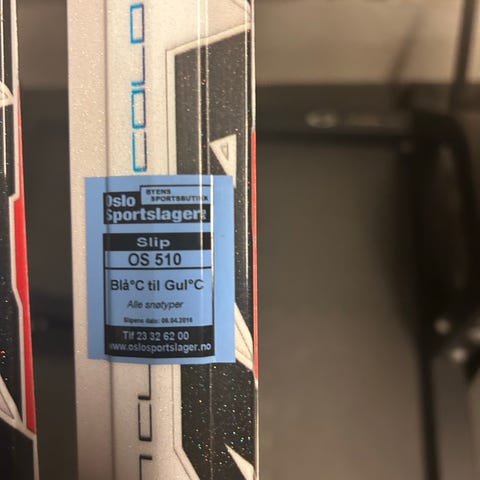 COLD
BYENS
SPORTSBUTIKK
Oslo
Sportslager
Slip
OS 510
Blå°C til Gul°C
Alle snøtyper
Slipens dato: 06.04.2016
Tlf 23 32 62 00
www.oslosportslager.no